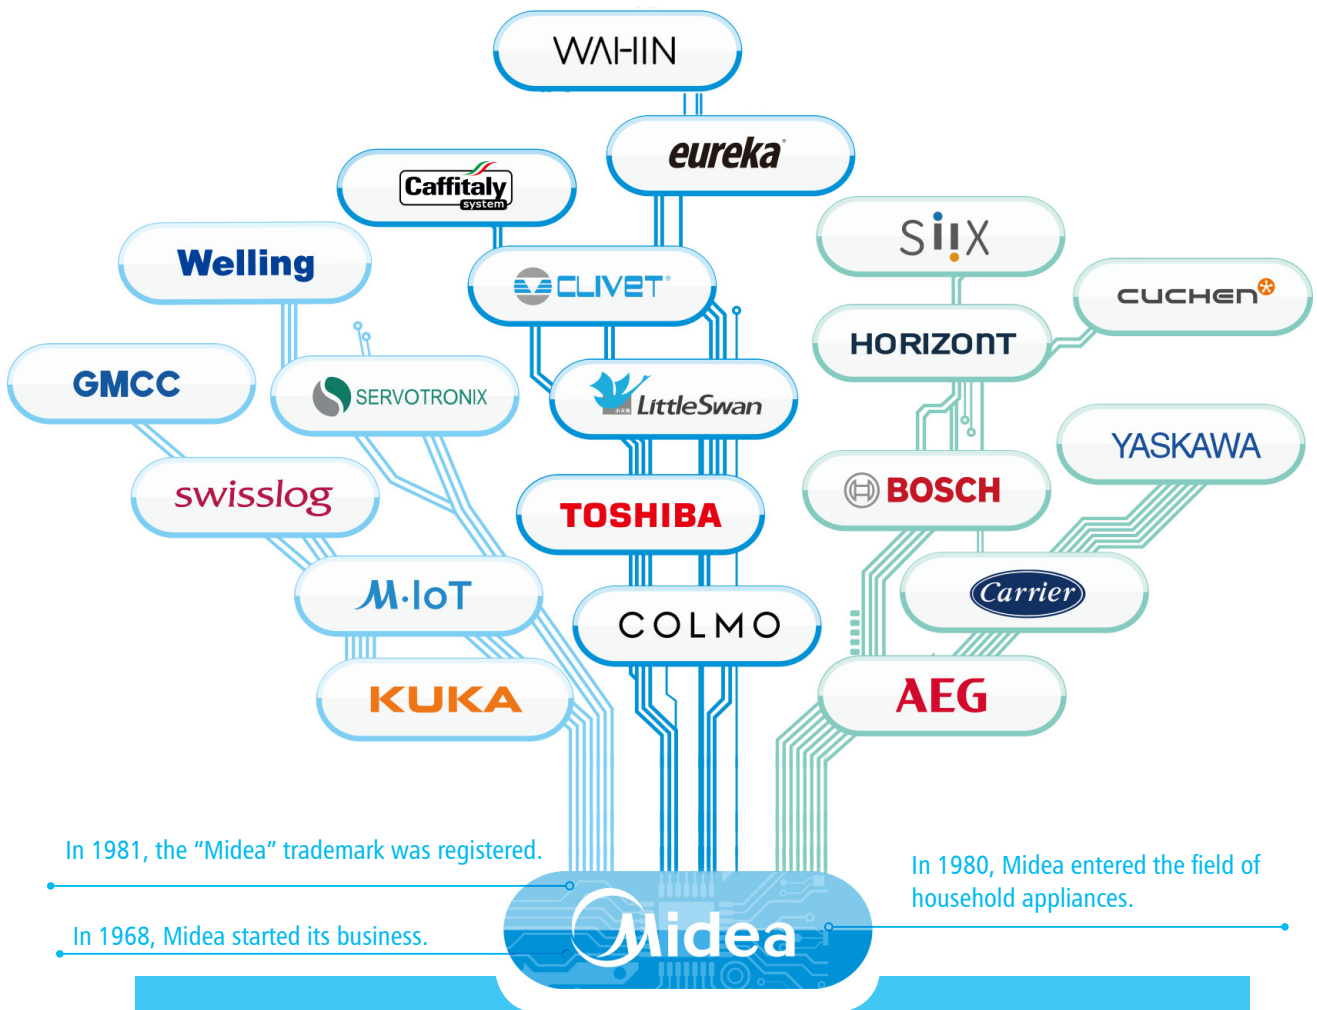 WAHIN
eureka
Caffitaly
system
SiiX
Welling
CLIVET
CUCHEN
HORIZONT
GMCC
SERVOTRONIX
LittleSwan
YASKAWA
swisslog
BOSCH
TOSHIBA
M·IoT
Carrier
COLMO
KUKA
AEG
In 1981, the “Midea” trademark was registered.
In 1980, Midea entered the field of
household appliances.
In 1968, Midea started its business.
Midea